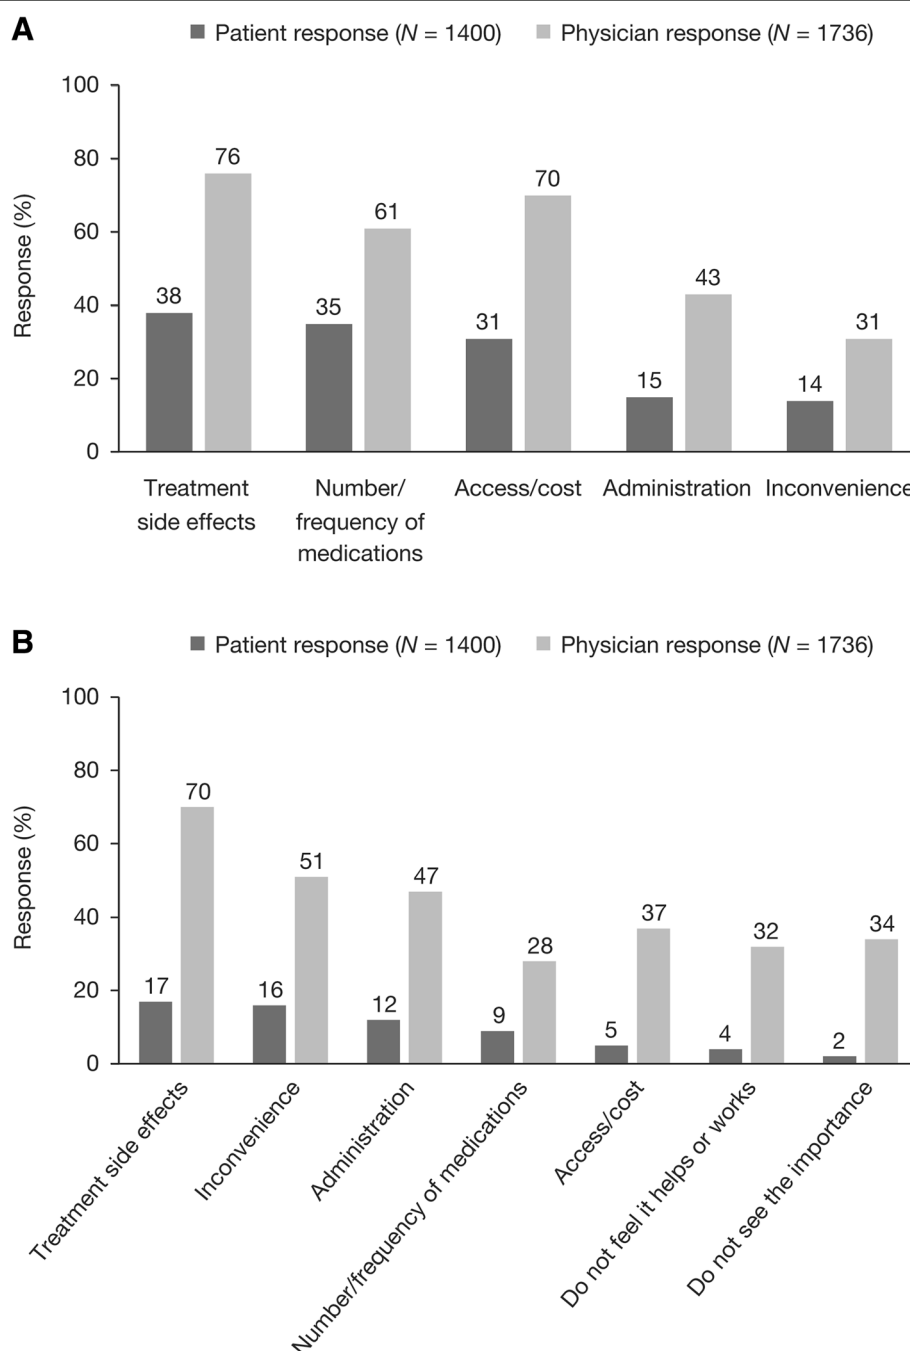 A
Patient response (N = 1400) Physician response (N = 1736)
Response (%)
100
80
60
40
20
0
38 76
35 61
31 70
15 43
14 31
Treatment side effects
Number/frequency of medications
Access/cost
Administration
Inconvenience
B
Patient response (N = 1400) Physician response (N = 1736)
Response (%)
100
80
60
40
20
0
17 70
16 51
12 47
9 28
5 37
4 32
2 34
Treatment side effects
Inconvenience
Administration
Number/frequency of medications
Access/cost
Do not feel it helps or works
Do not see the importance